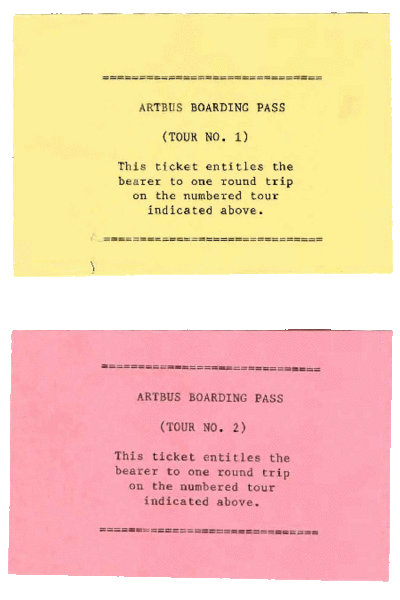 ==============================
ARTBUS BOARDING PASS
(TOUR NO. 1)
This ticket entitles the
bearer to one round trip
on the numbered tour
indicated above.
==============================
==============================
ARTBUS BOARDING PASS
(TOUR NO. 2)
This ticket entitles the
bearer to one round trip
on the numbered tour
indicated above.
==============================